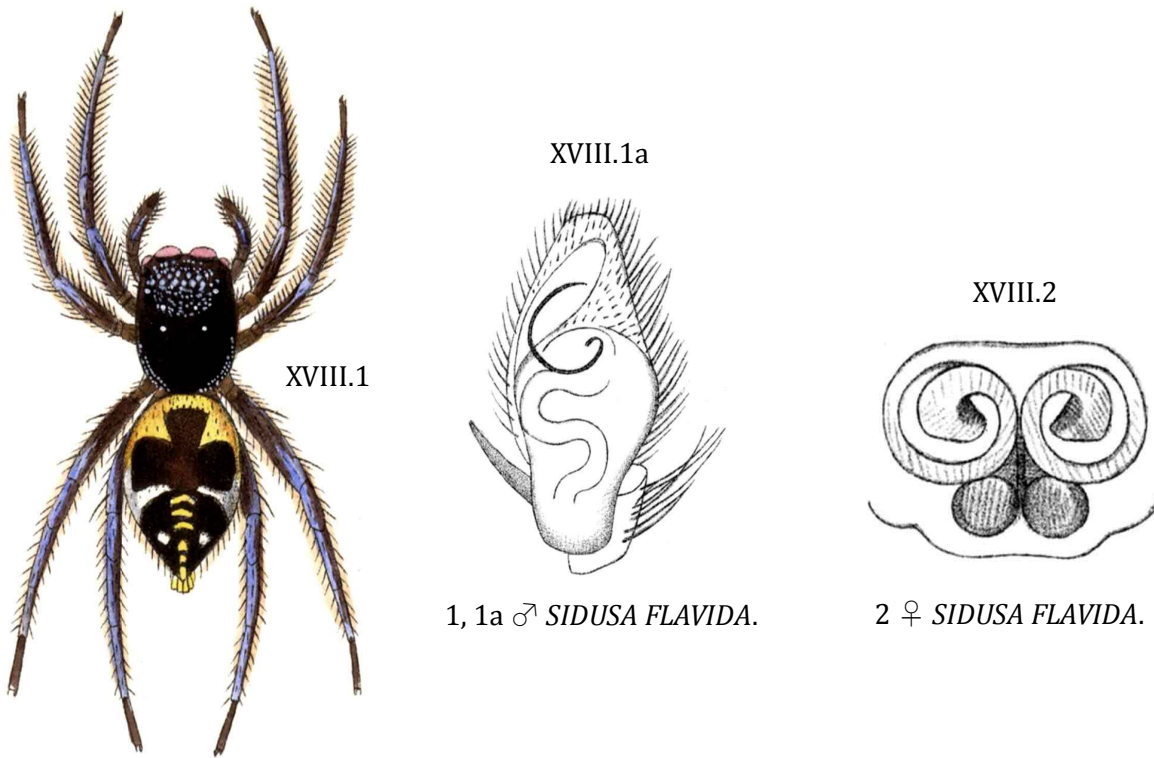 XVIII.1
XVIII.1a
1, 1a ♂ SIDUSA FLAVIDA.
XVIII.2
2 ♀ SIDUSA FLAVIDA.